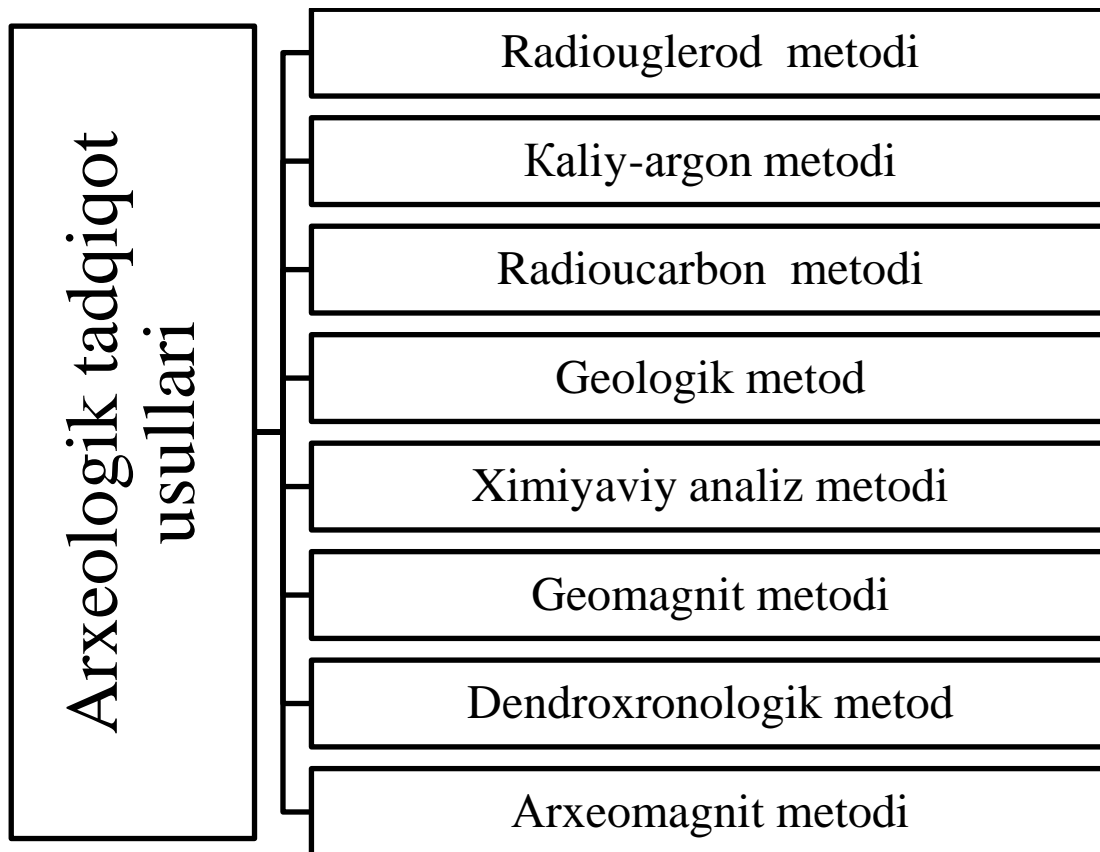 Arxeologik tadqiqot
usullari
Radiouglerod metodi
Kaliy-argon metodi
Radioucarbon metodi
Geologik metod
Ximiyaviy analiz metodi
Geomagnit metodi
Dendroxronologik metod
Arxeomagnit metodi